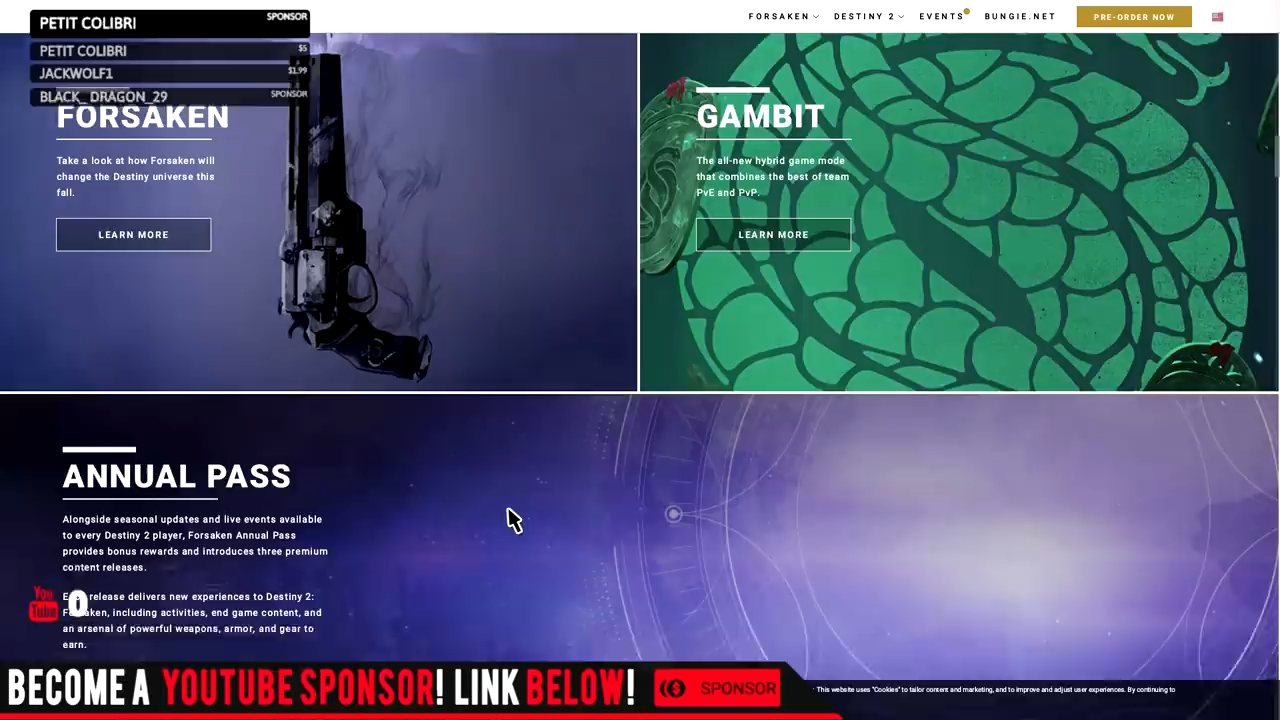 PETIT COLIBRI SPONSOR
PETIT COLIBRI $5
JACKWOLF1 $1.99
BLACK_DRAGON_29 SPONSOR
FORSAKEN DESTINY 2 EVENTS BUNGIE.NET PRE-ORDER NOW
FORSAKEN
Take a look at how Forsaken will
change the Destiny universe this
fall.
LEARN MORE
GAMBIT
The all-new hybrid game mode
that combines the best of team
PvE and PvP.
LEARN MORE
ANNUAL PASS
Alongside seasonal updates and live events available
to every Destiny 2 player, Forsaken Annual Pass
provides bonus rewards and introduces three premium
content releases.
release delivers new experiences to Destiny 2:
including activities, end game content, and
an arsenal of powerful weapons, armor, and gear to
earn.
You Tube 0
BECOME A YOUTUBE SPONSOR! LINK BELOW! SPONSOR
This website uses "Cookies" to tailor content and marketing, and to improve and adjust user experiences. By continuing to